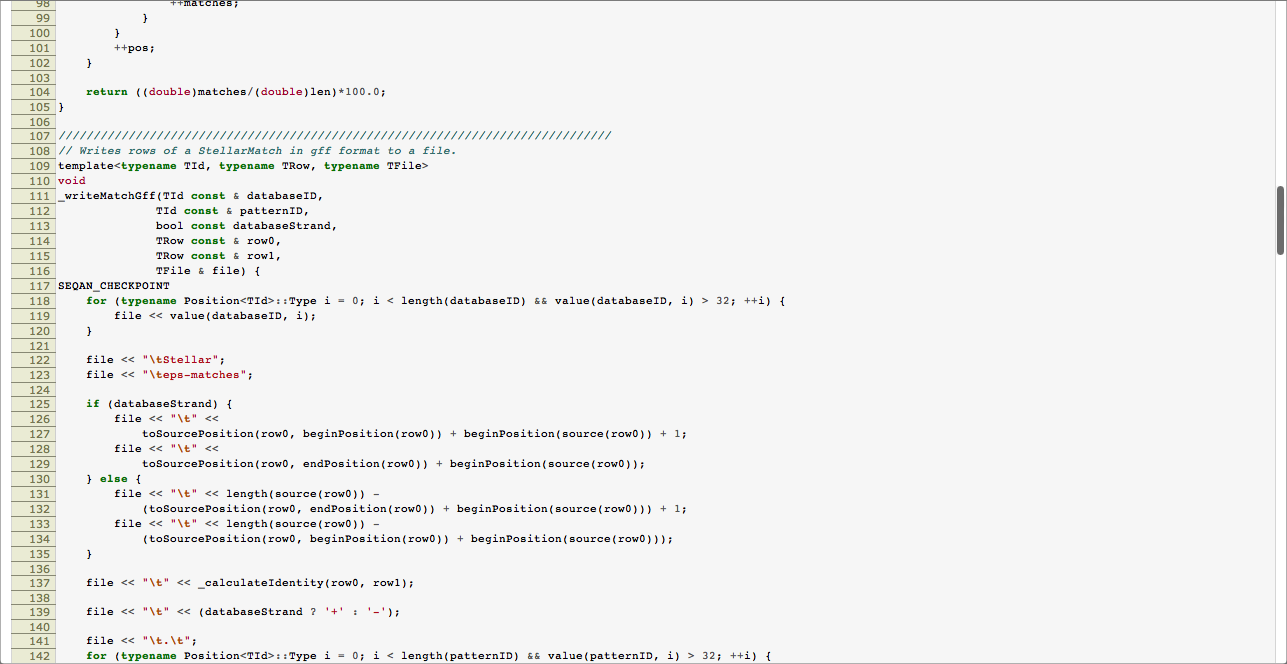 98                 ++matches;
99             }
100         }
101         ++pos;
102     }
103
104     return ((double)matches/(double)len)*100.0;
105 }
106
107 ///////////////////////////////////////////////////////////////////////////////
108 // Writes rows of a StellarMatch in gff format to a file.
109 template<typename TId, typename TRow, typename TFile>
110 void
111 _writeMatchGff(TId const & databaseID,
112               TId const & patternID,
113               bool const databaseStrand,
114               TRow const & row0,
115               TRow const & row1,
116               TFile & file) {
117 SEQAN_CHECKPOINT
118     for (typename Position<TId>::Type i = 0; i < length(databaseID) && value(databaseID, i) > 32; ++i) {
119         file << value(databaseID, i);
120     }
121
122     file << "\tStellar";
123     file << "\teps-matches";
124
125     if (databaseStrand) {
126         file << "\t" <<
127             toSourcePosition(row0, beginPosition(row0)) + beginPosition(source(row0)) + 1;
128         file << "\t" <<
129             toSourcePosition(row0, endPosition(row0)) + beginPosition(source(row0));
130     } else {
131         file << "\t" << length(source(row0)) -
132             (toSourcePosition(row0, endPosition(row0)) + beginPosition(source(row0))) + 1;
133         file << "\t" << length(source(row0)) -
134             (toSourcePosition(row0, beginPosition(row0)) + beginPosition(source(row0)));
135     }
136
137     file << "\t" << _calculateIdentity(row0, row1);
138
139     file << "\t" << (databaseStrand ? '+' : '-');
140
141     file << "\t.\t";
142     for (typename Position<TId>::Type i = 0; i < length(patternID) && value(patternID, i) > 32; ++i) {